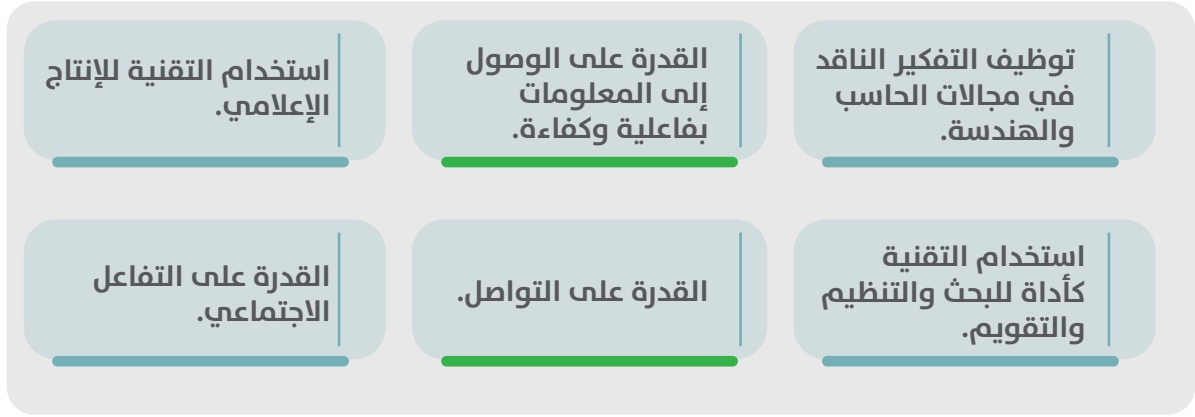 توظيف التفكير الناقد
في مجالات الحاسب
والهندسة.
القدرة على الوصول
إلى المعلومات
بفاعلية وكفاءة.
استخدام التقنية للإنتاج
الإعلامي.
استخدام التقنية
كأداة للبحث والتنظيم
والتقويم.
القدرة على التواصل.
القدرة على التفاعل
الاجتماعي.